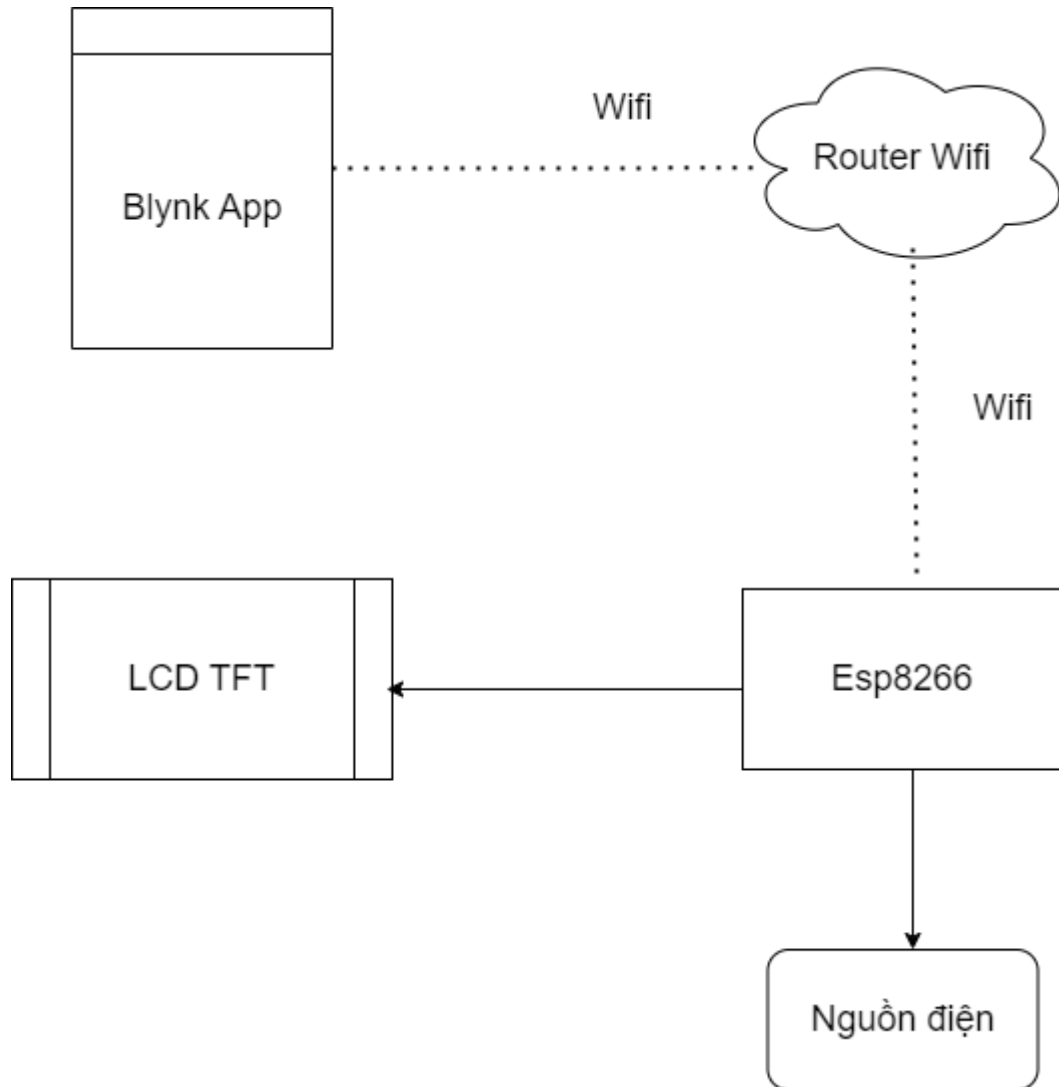 Wifi
Router Wifi
Blynk App
Wifi
LCD TFT
Esp8266
Nguồn điện